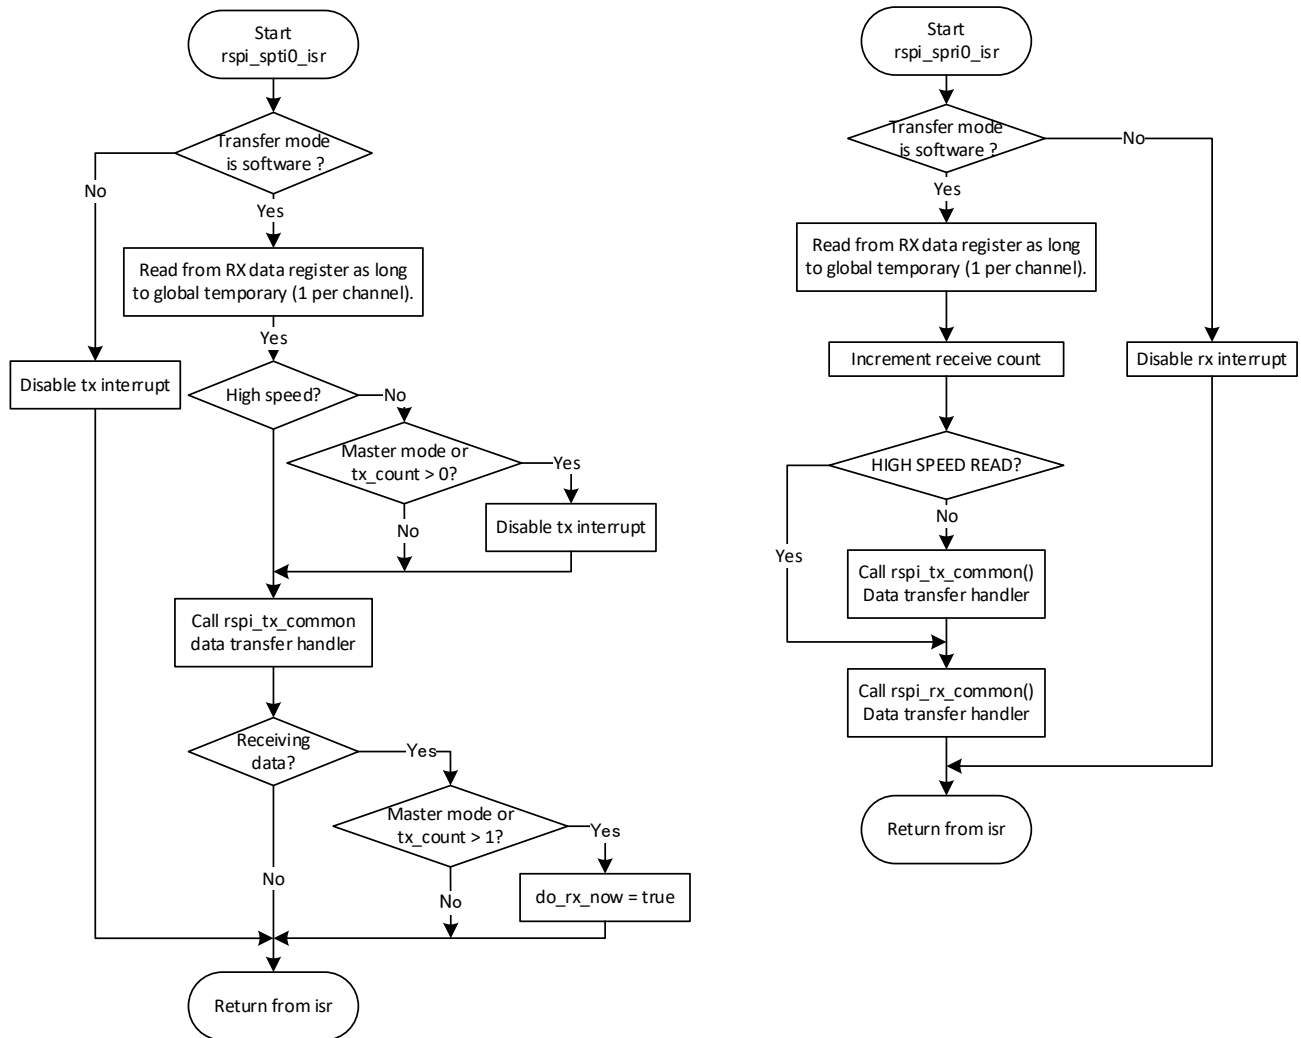 Start
rspi_spti0_isr
Transfer mode
is software ?
No
Yes
Read from RX data register as long
to global temporary (1 per channel).
Yes
Disable tx interrupt
High speed?
No
Master mode or
tx_count > 0?
Yes
No
Disable tx interrupt
Call rspi_tx_common
data transfer handler
Receiving
data?
Yes
Master mode or
tx_count > 1?
Yes
No
No
do_rx_now = true
Return from isr
Start
rspi_spri0_isr
Transfer mode
is software ?
No
Yes
Read from RX data register as long
to global temporary (1 per channel).
Increment receive count
Disable rx interrupt
HIGH SPEED READ?
No
Yes
Call rspi_tx_common()
Data transfer handler
Call rspi_rx_common()
Data transfer handler
Return from isr